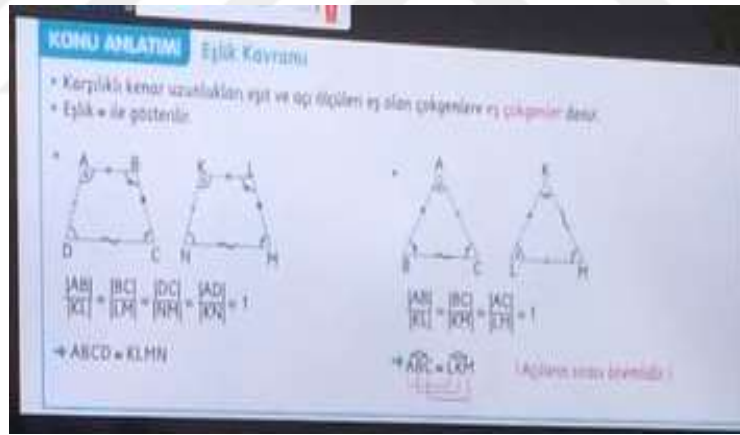 KONU ANLATIMI Eşlik Kavramı
• Karşılıklı kenar uzunlukları eşit ve açı ölçüleri eş olan çokgenlere eş çokgenler denir.
• Eşlik ≅ ile gösterilir.
A B K L A K
D C N M B C L M
|AB|/|KL| = |BC|/|LM| = |DC|/|NM| = |AD|/|KN| = 1
|AB|/|KL| = |BC|/|KM| = |AC|/|LM| = 1
→ ABCD ≅ KLMN
→ ABC ≅ LKM (Açıların sırası önemlidir.)